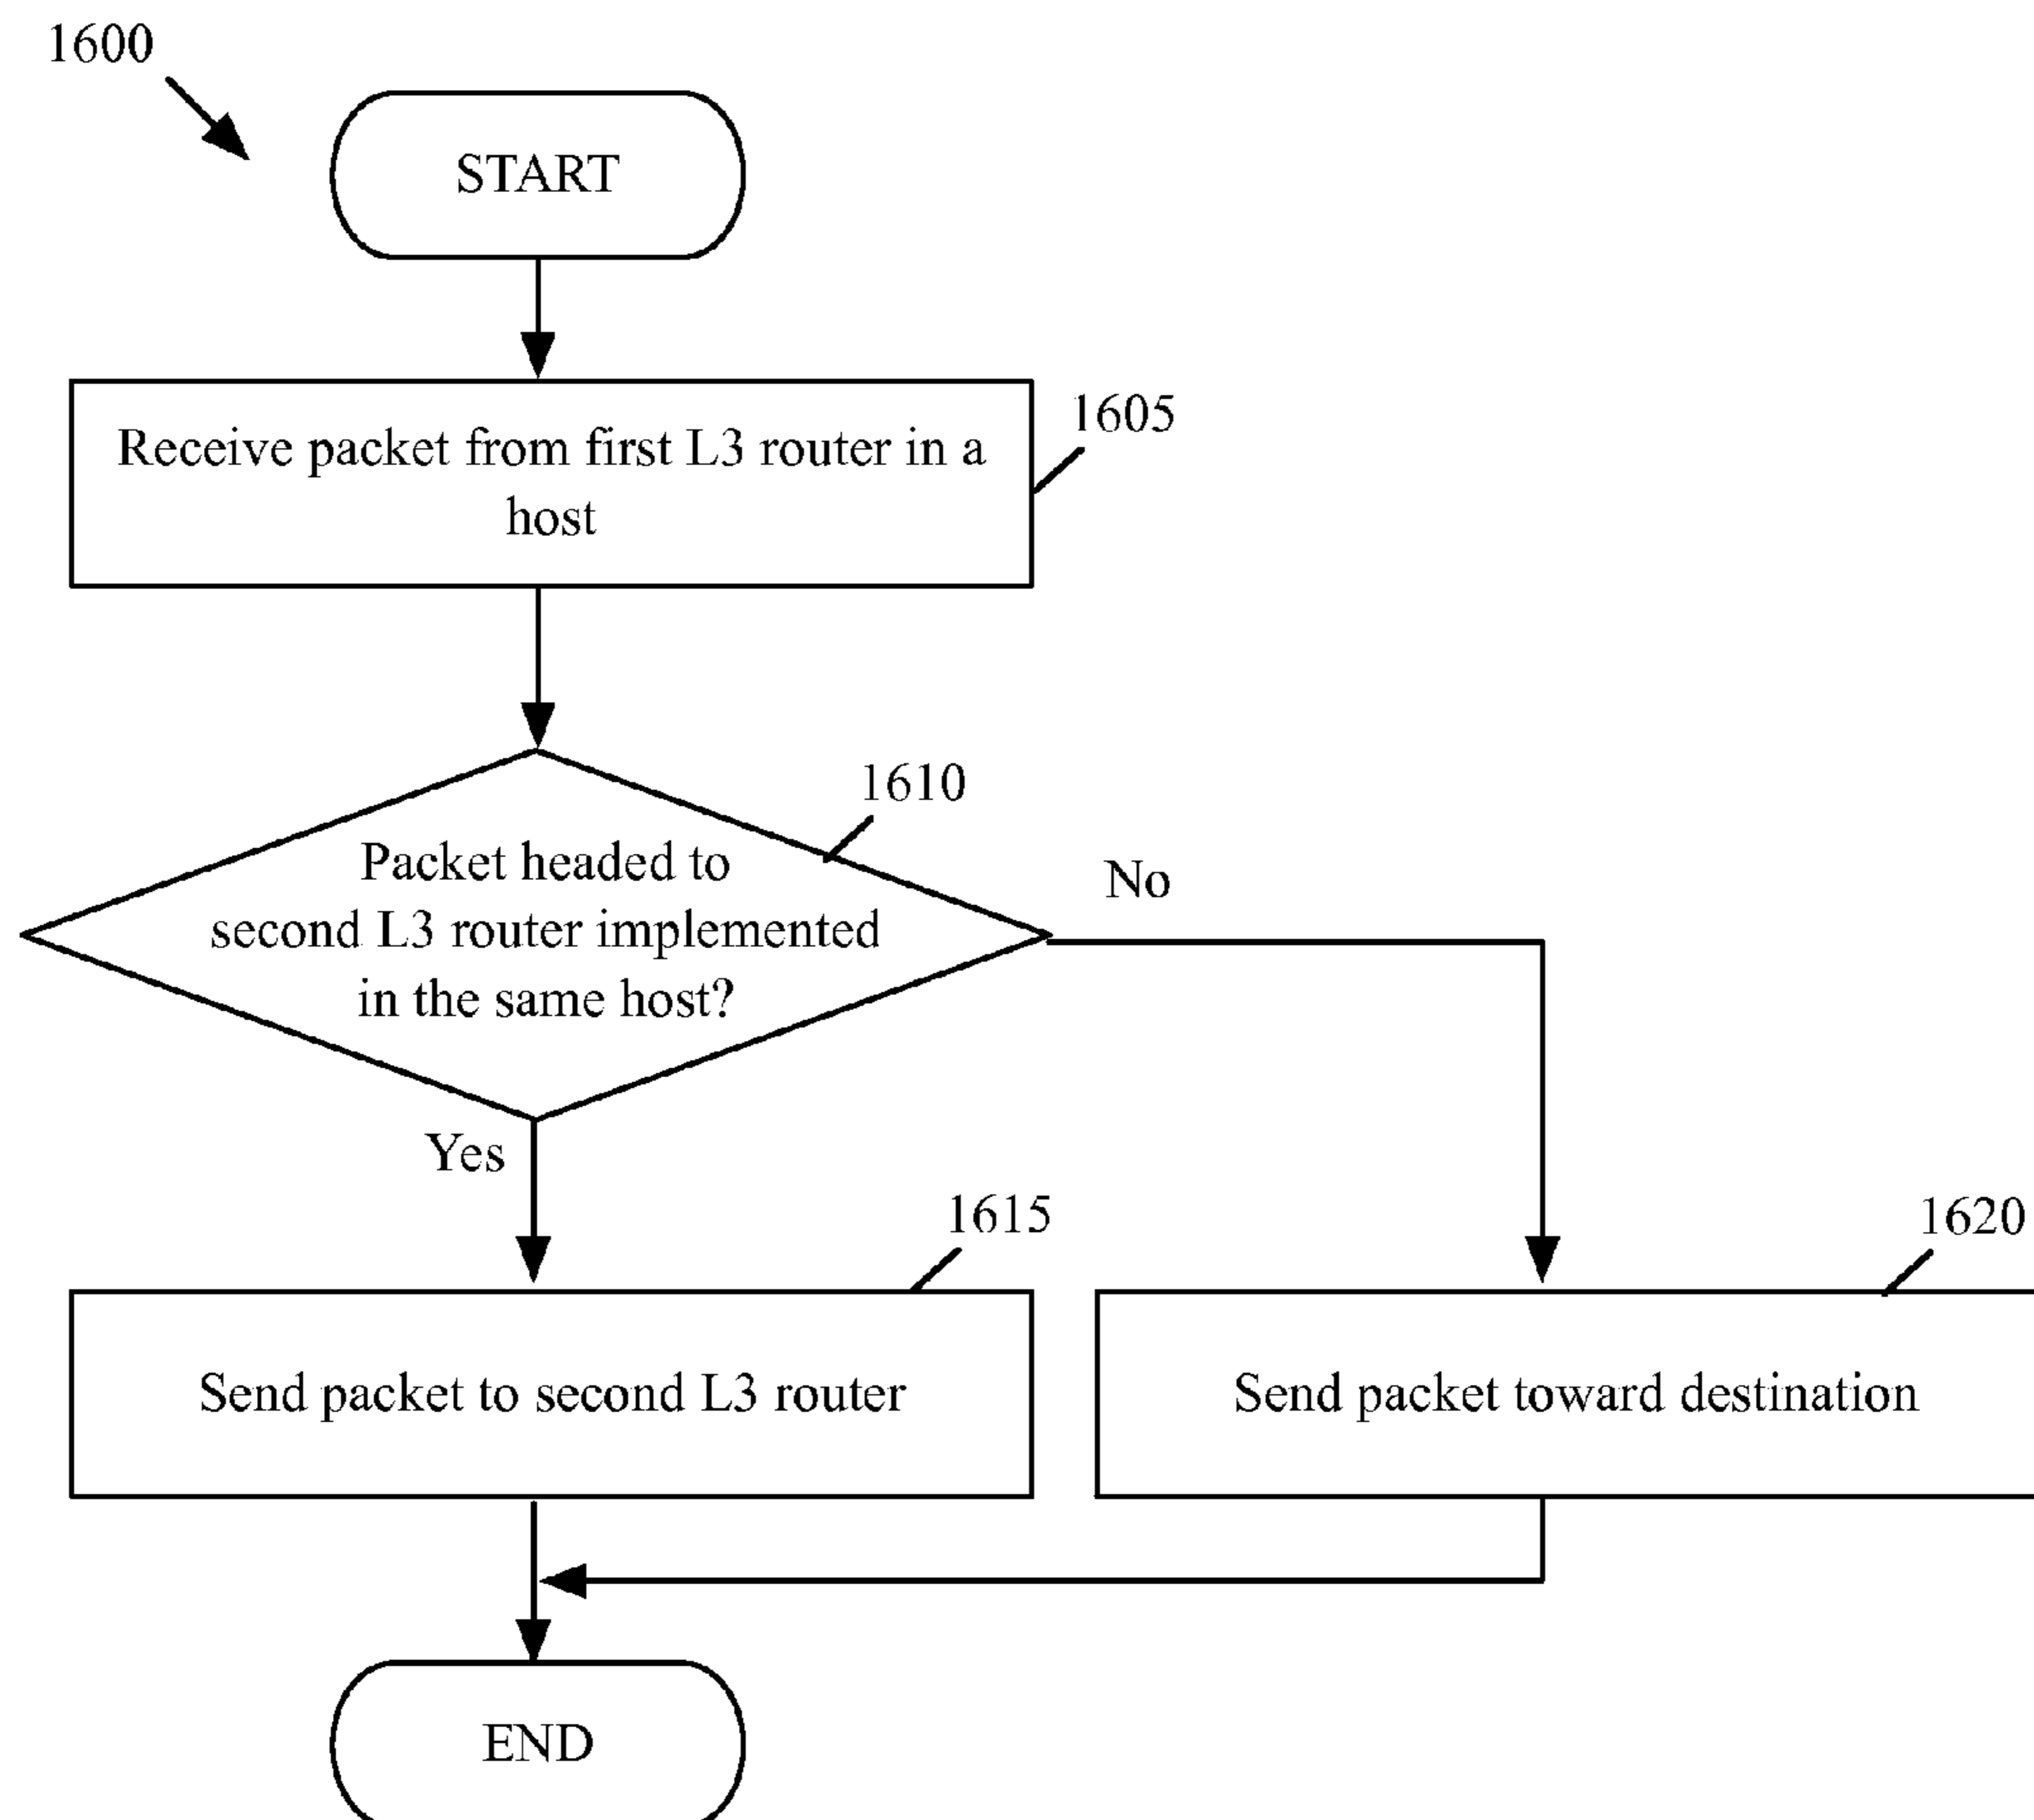 1600
START
Receive packet from first L3 router in a
host
1605
1610
Packet headed to
second L3 router implemented
in the same host?
No
Yes
1615
1620
Send packet to second L3 router
Send packet toward destination
END